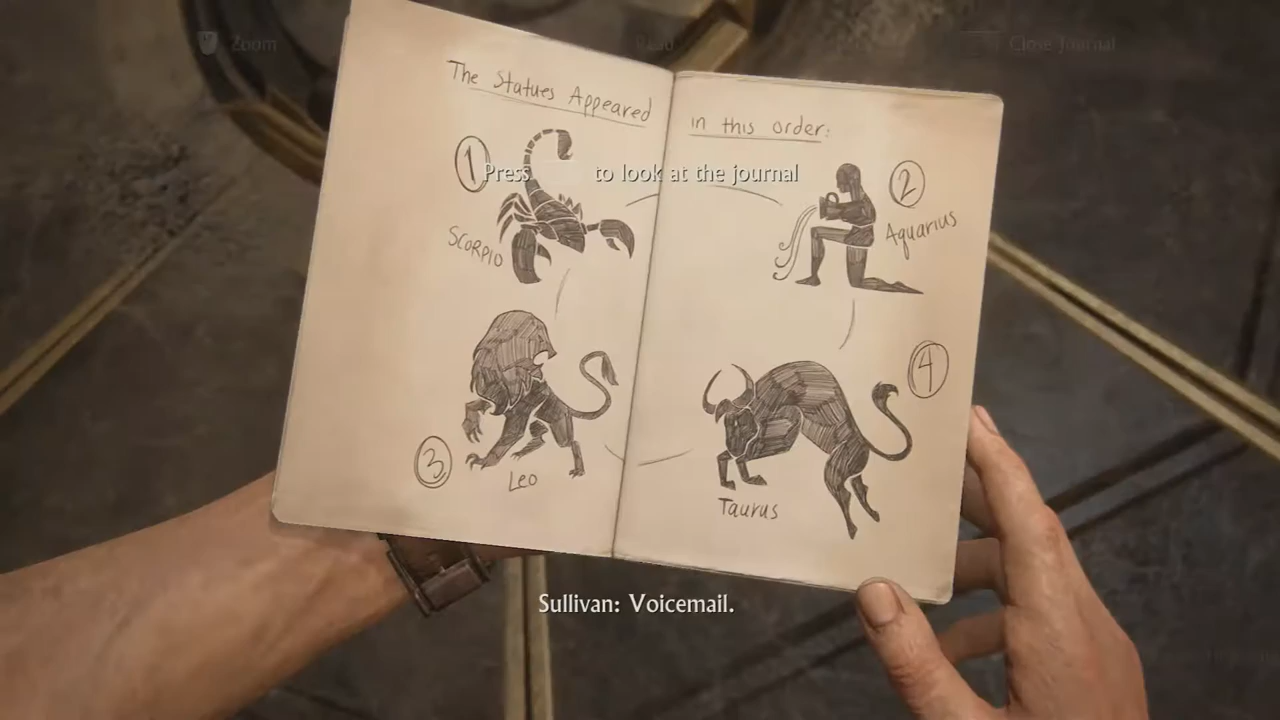 Zoom
Read
Close Journal
The Statues Appeared
in this order:
1
Press to look at the journal
2
Scorpio
Aquarius
4
3
Leo
Taurus
Sullivan: Voicemail.